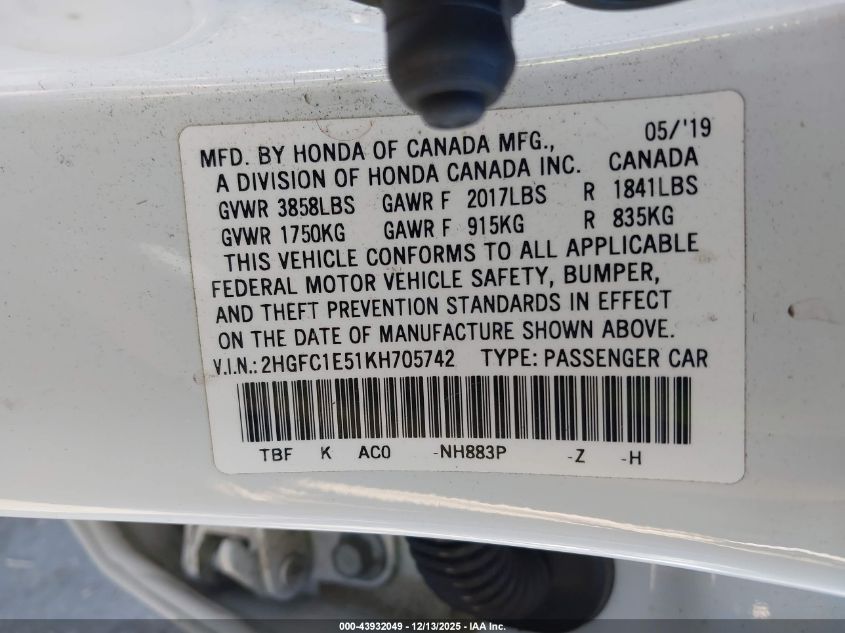 05/'19
MFD. BY HONDA OF CANADA MFG.,
A DIVISION OF HONDA CANADA INC. CANADA
GVWR 3858LBS GAWR F 2017LBS R 1841LBS
GVWR 1750KG GAWR F 915KG R 835KG
THIS VEHICLE CONFORMS TO ALL APPLICABLE
FEDERAL MOTOR VEHICLE SAFETY, BUMPER,
AND THEFT PREVENTION STANDARDS IN EFFECT
ON THE DATE OF MANUFACTURE SHOWN ABOVE.
V.I.N.: 2HGFC1E51KH705742 TYPE: PASSENGER CAR
TBF K AC0 -NH883P -Z -H
000-43932049 - 12/13/2025 - IAA Inc.